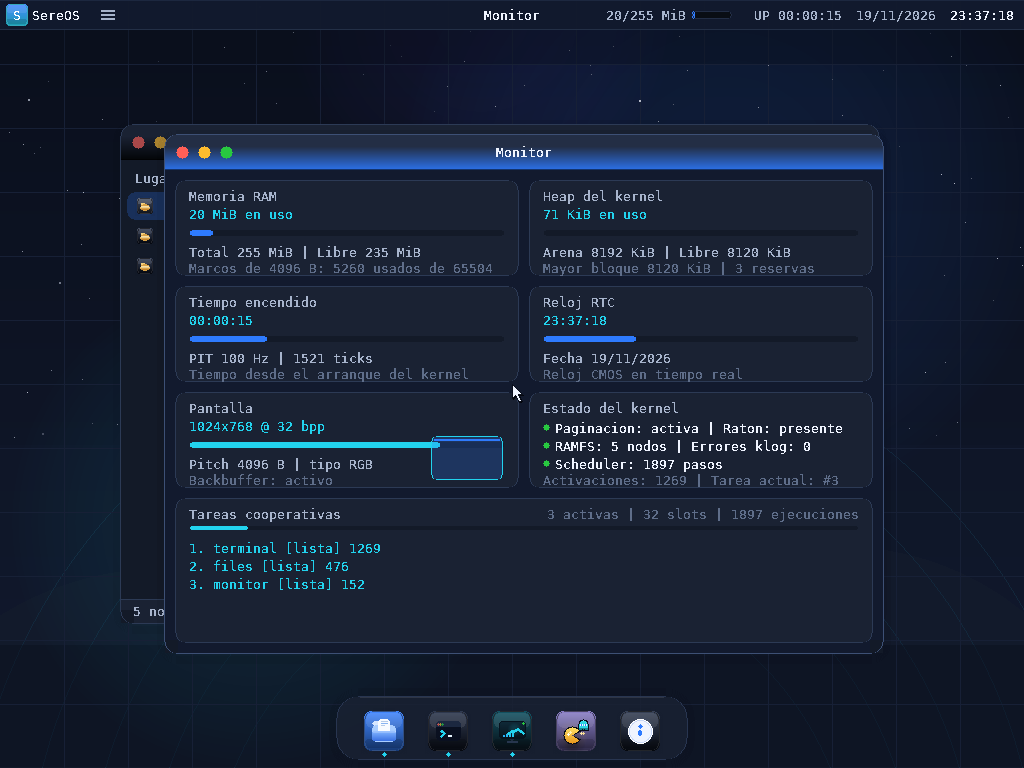 S SereOS
Monitor
20/255 MiB
UP 00:00:15 19/11/2026 23:37:18
Luga
5 no
Monitor
Memoria RAM
20 MiB en uso
Total 255 MiB | Libre 235 MiB
Marcos de 4096 B: 5260 usados de 65504
Heap del kernel
71 KiB en uso
Arena 8192 KiB | Libre 8120 KiB
Mayor bloque 8120 KiB | 3 reservas
Tiempo encendido
00:00:15
PIT 100 Hz | 1521 ticks
Tiempo desde el arranque del kernel
Reloj RTC
23:37:18
Fecha 19/11/2026
Reloj CMOS en tiempo real
Pantalla
1024x768 @ 32 bpp
Pitch 4096 B | tipo RGB
Backbuffer: activo
Estado del kernel
Paginacion: activa | Raton: presente
RAMFS: 5 nodos | Errores klog: 0
Scheduler: 1897 pasos
Activaciones: 1269 | Tarea actual: #3
Tareas cooperativas
3 activas | 32 slots | 1897 ejecuciones
1. terminal [lista] 1269
2. files [lista] 476
3. monitor [lista] 152